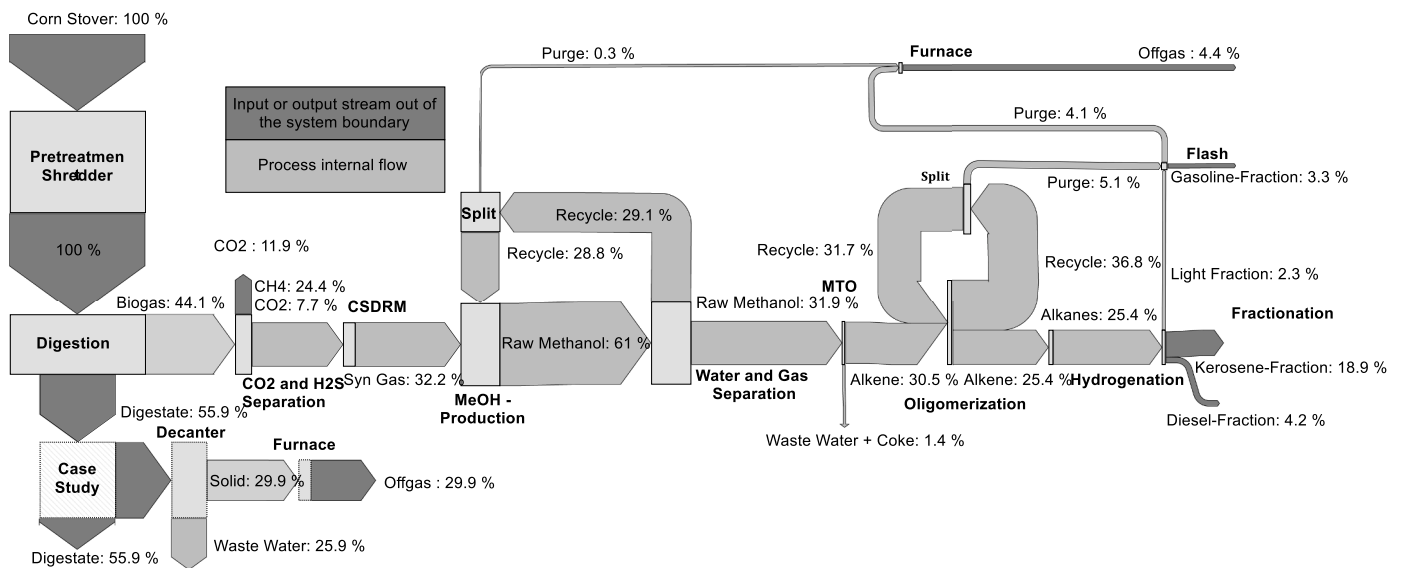 Corn Stover: 100 %
Purge: 0.3 %
Furnace
Offgas : 4.4 %
Input or output stream out of
the system boundary
Process internal flow
Purge: 4.1 %
Pretreatmen
t
Shredder
Flash
Split
Gasoline-Fraction: 3.3 %
Purge: 5.1 %
Split
Recycle: 29.1 %
100 %
CO2 : 11.9 %
Recycle: 28.8 %
Recycle: 31.7 %
Recycle: 36.8 %
Light Fraction: 2.3 %
CH4: 24.4 %
CO2: 7.7 %
Biogas: 44.1 %
CSDRM
Raw Methanol: 31.9 %
MTO
Alkanes: 25.4 %
Fractionation
Digestion
Raw Methanol: 61 %
Kerosene-Fraction: 18.9 %
CO2 and H2S
Separation
Syn Gas: 32.2 %
MeOH -
Production
Water and Gas
Separation
Alkene: 30.5 %
Alkene: 25.4 %
Hydrogenation
Oligomerization
Diesel-Fraction: 4.2 %
Digestate: 55.9 %
Decanter
Furnace
Waste Water + Coke: 1.4 %
Case
Study
Solid: 29.9 %
Offgas : 29.9 %
Waste Water: 25.9 %
Digestate: 55.9 %